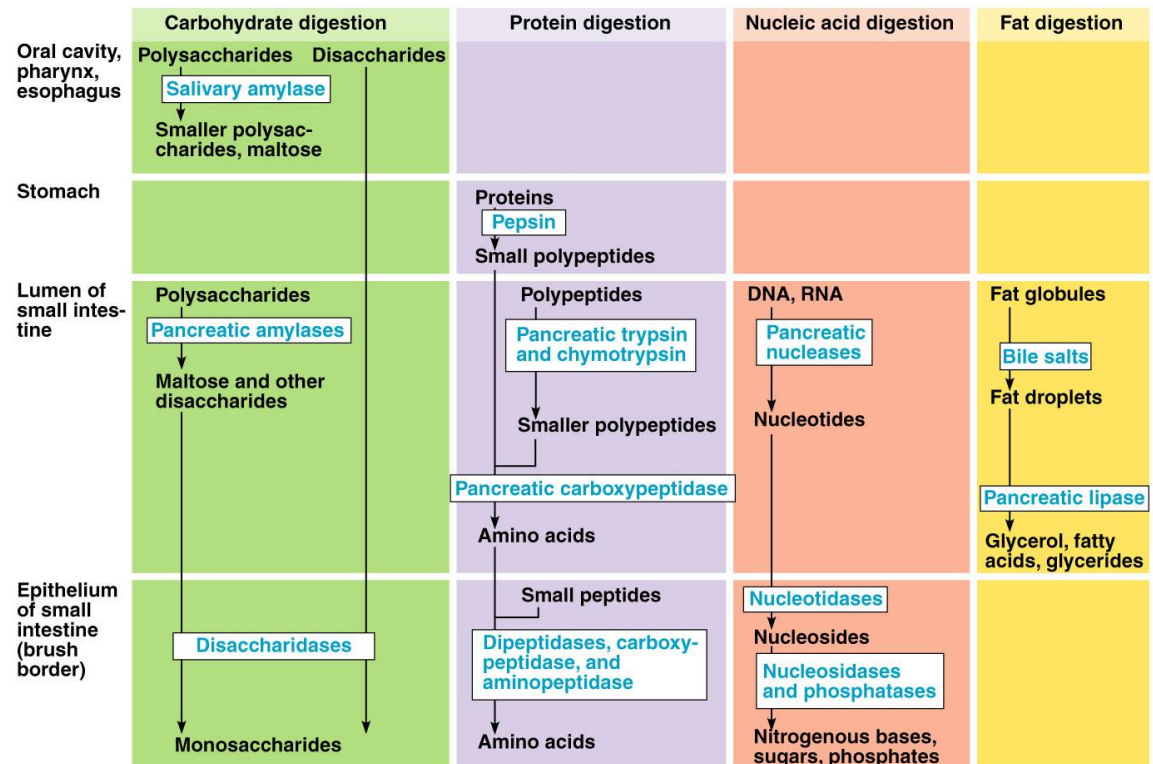 Carbohydrate digestion
Protein digestion
Nucleic acid digestion
Fat digestion
Oral cavity,
pharynx,
esophagus
Polysaccharides
Disaccharides
Salivary amylase
Smaller polysac-
charides, maltose
Stomach
Proteins
Pepsin
Small polypeptides
Lumen of
small intes-
tine
Polysaccharides
Pancreatic amylases
Maltose and other
disaccharides
Polypeptides
Pancreatic trypsin
and chymotrypsin
Smaller polypeptides
Pancreatic carboxypeptidase
Amino acids
DNA, RNA
Pancreatic
nucleases
Nucleotides
Fat globules
Bile salts
Fat droplets
Pancreatic lipase
Glycerol, fatty
acids, glycerides
Epithelium
of small
intestine
(brush
border)
Disaccharidases
Monosaccharides
Small peptides
Dipeptidases, carboxy-
peptidase, and
aminopeptidase
Amino acids
Nucleotidases
Nucleosides
Nucleosidases
and phosphatases
Nitrogenous bases,
sugars, phosphates